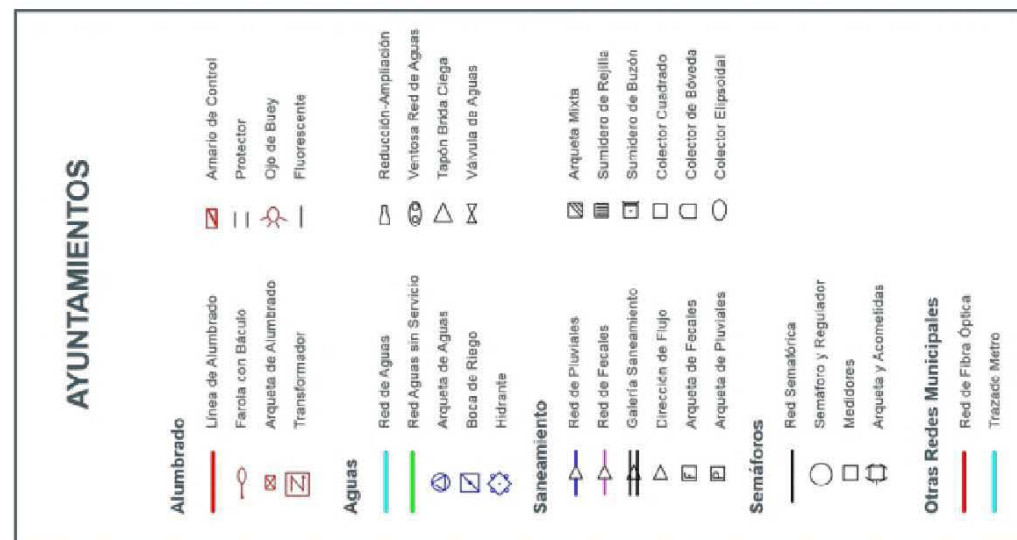 AYUNTAMIENTOS
Alumbrado
Línea de Alumbrado
Farola con Báculo
Arqueta de Alumbrado
Transformador
Armario de Control
Protector
Ojo de Buey
Fluorescente
Aguas
Red de Aguas
Red Aguas sin Servicio
Arqueta de Aguas
Boca de Riego
Hidrante
Reducción-Ampliación
Ventosa Red de Aguas
Tapón Brida Ciega
Vávula de Aguas
Saneamiento
Red de Pluviales
Red de Fecales
Galería Saneamiento
Dirección de Flujo
F Arqueta de Fecales
P Arqueta de Pluviales
Arqueta Mixta
Sumidero de Rejilla
Sumidero de Buzón
Colector Cuadrado
Colector de Bóveda
Colector Elipsoidal
Semáforos
Red Semafórica
Semáforo y Regulador
Medidores
Arqueta y Acometidas
Otras Redes Municipales
Red de Fibra Óptica
Trazado Metro